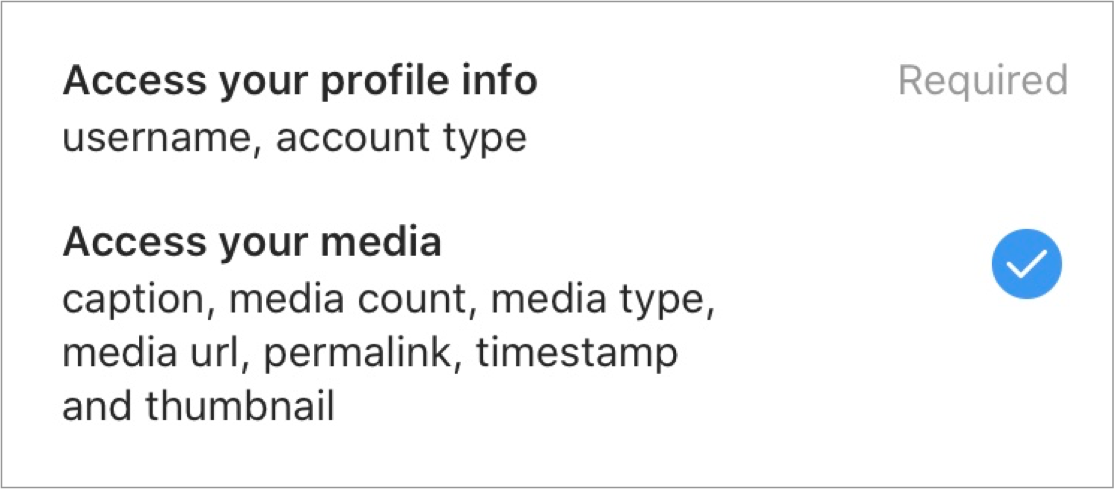 Access your profile info
Required
username, account type
Access your media
caption, media count, media type,
media url, permalink, timestamp
and thumbnail